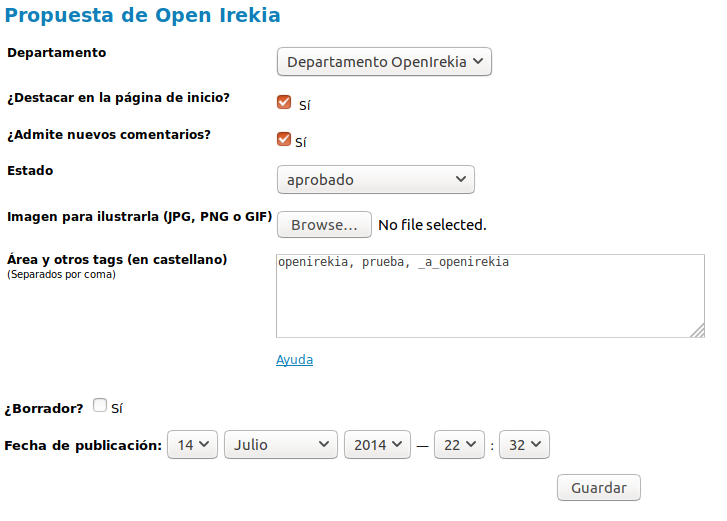 Propuesta de Open Irekia
Departamento
Departamento OpenIrekia
¿Destacar en la página de inicio?
Sí
¿Admite nuevos comentarios?
Sí
Estado
aprobado
Imagen para ilustrarla (JPG, PNG o GIF)
Browse... No file selected.
Área y otros tags (en castellano)
(Separados por coma)
openirekia, prueba, _a_openirekia
Ayuda
¿Borrador? Sí
Fecha de publicación: 14 Julio 2014 — 22 : 32
Guardar